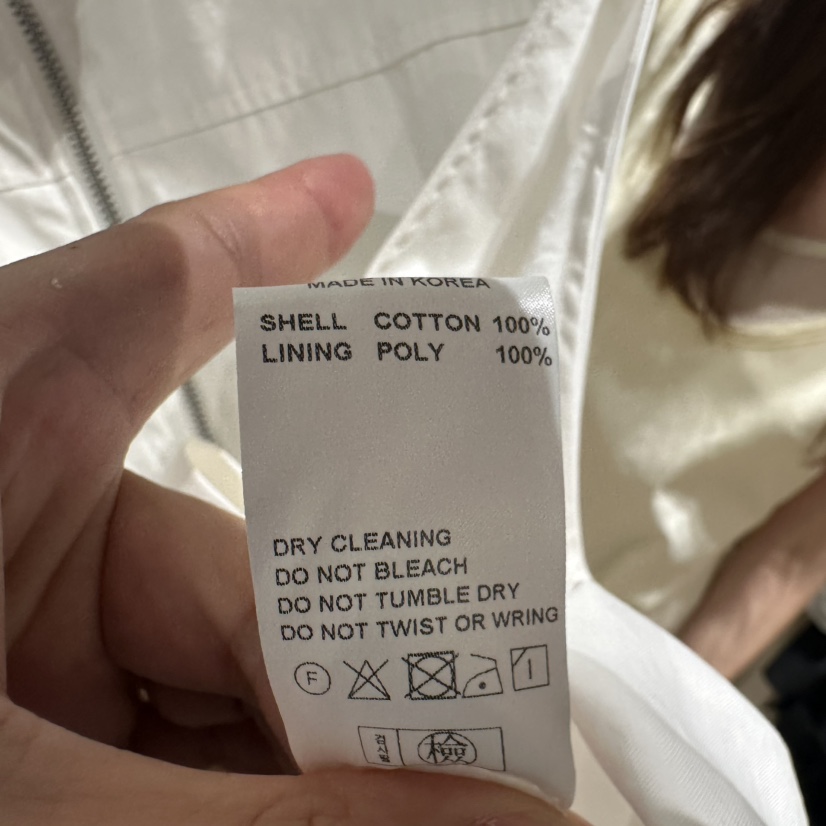 MADE IN KOREA
SHELL COTTON 100%
LINING POLY 100%
DRY CLEANING
DO NOT BLEACH
DO NOT TUMBLE DRY
DO NOT TWIST OR WRING
F
검사필 檢